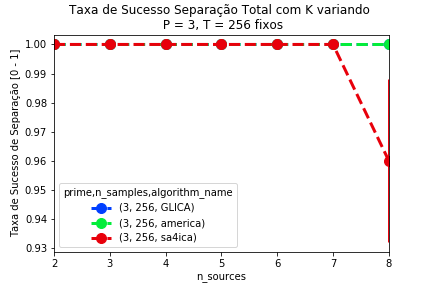 Taxa de Sucesso Separação Total com K variando
P = 3, T = 256 fixos
Taxa de Sucesso de Separação [0 - 1]
1.00
0.99
0.98
0.97
0.96
0.95
0.94
0.93
prime,n_samples,algorithm_name
(3, 256, GLICA)
(3, 256, america)
(3, 256, sa4ica)
2 3 4 5 6 7 8
n_sources